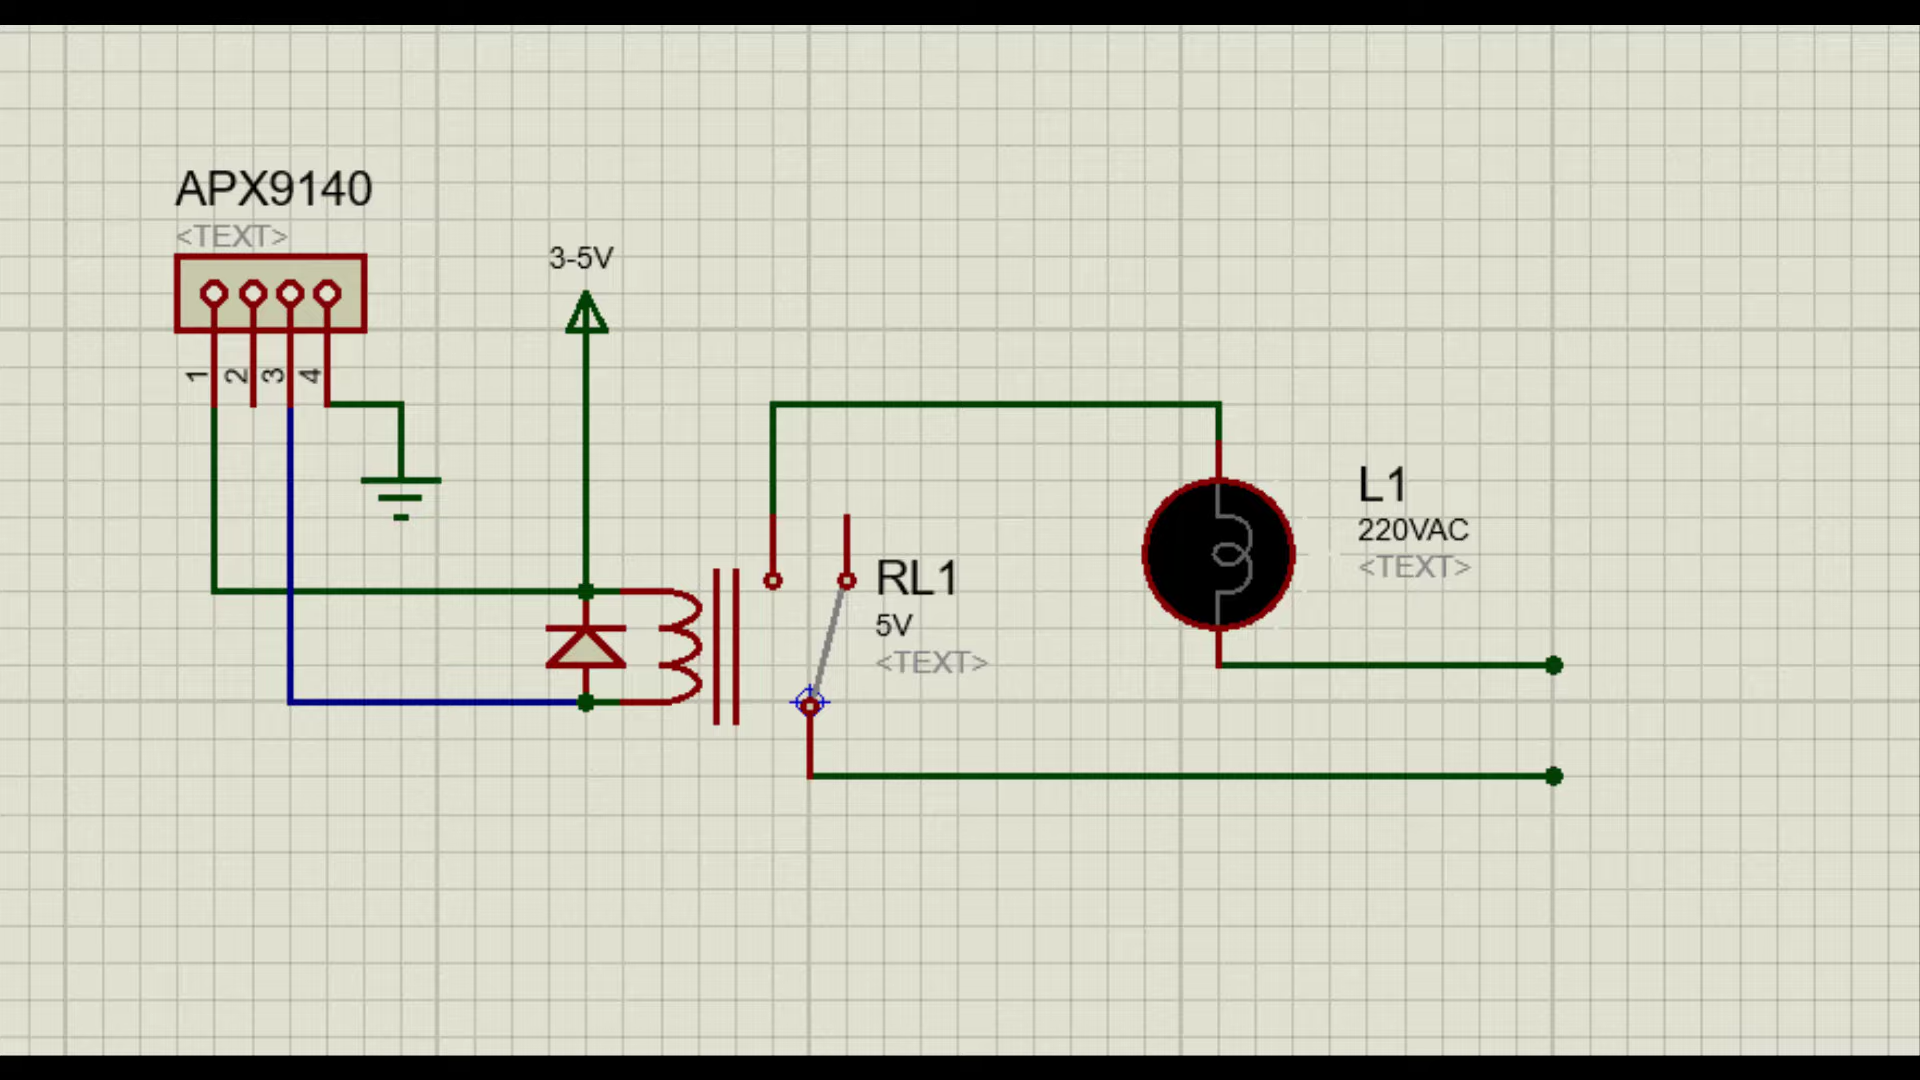 APX9140
<TEXT>
1
2
3
4
3-5V
RL1
5V
<TEXT>
L1
220VAC
<TEXT>